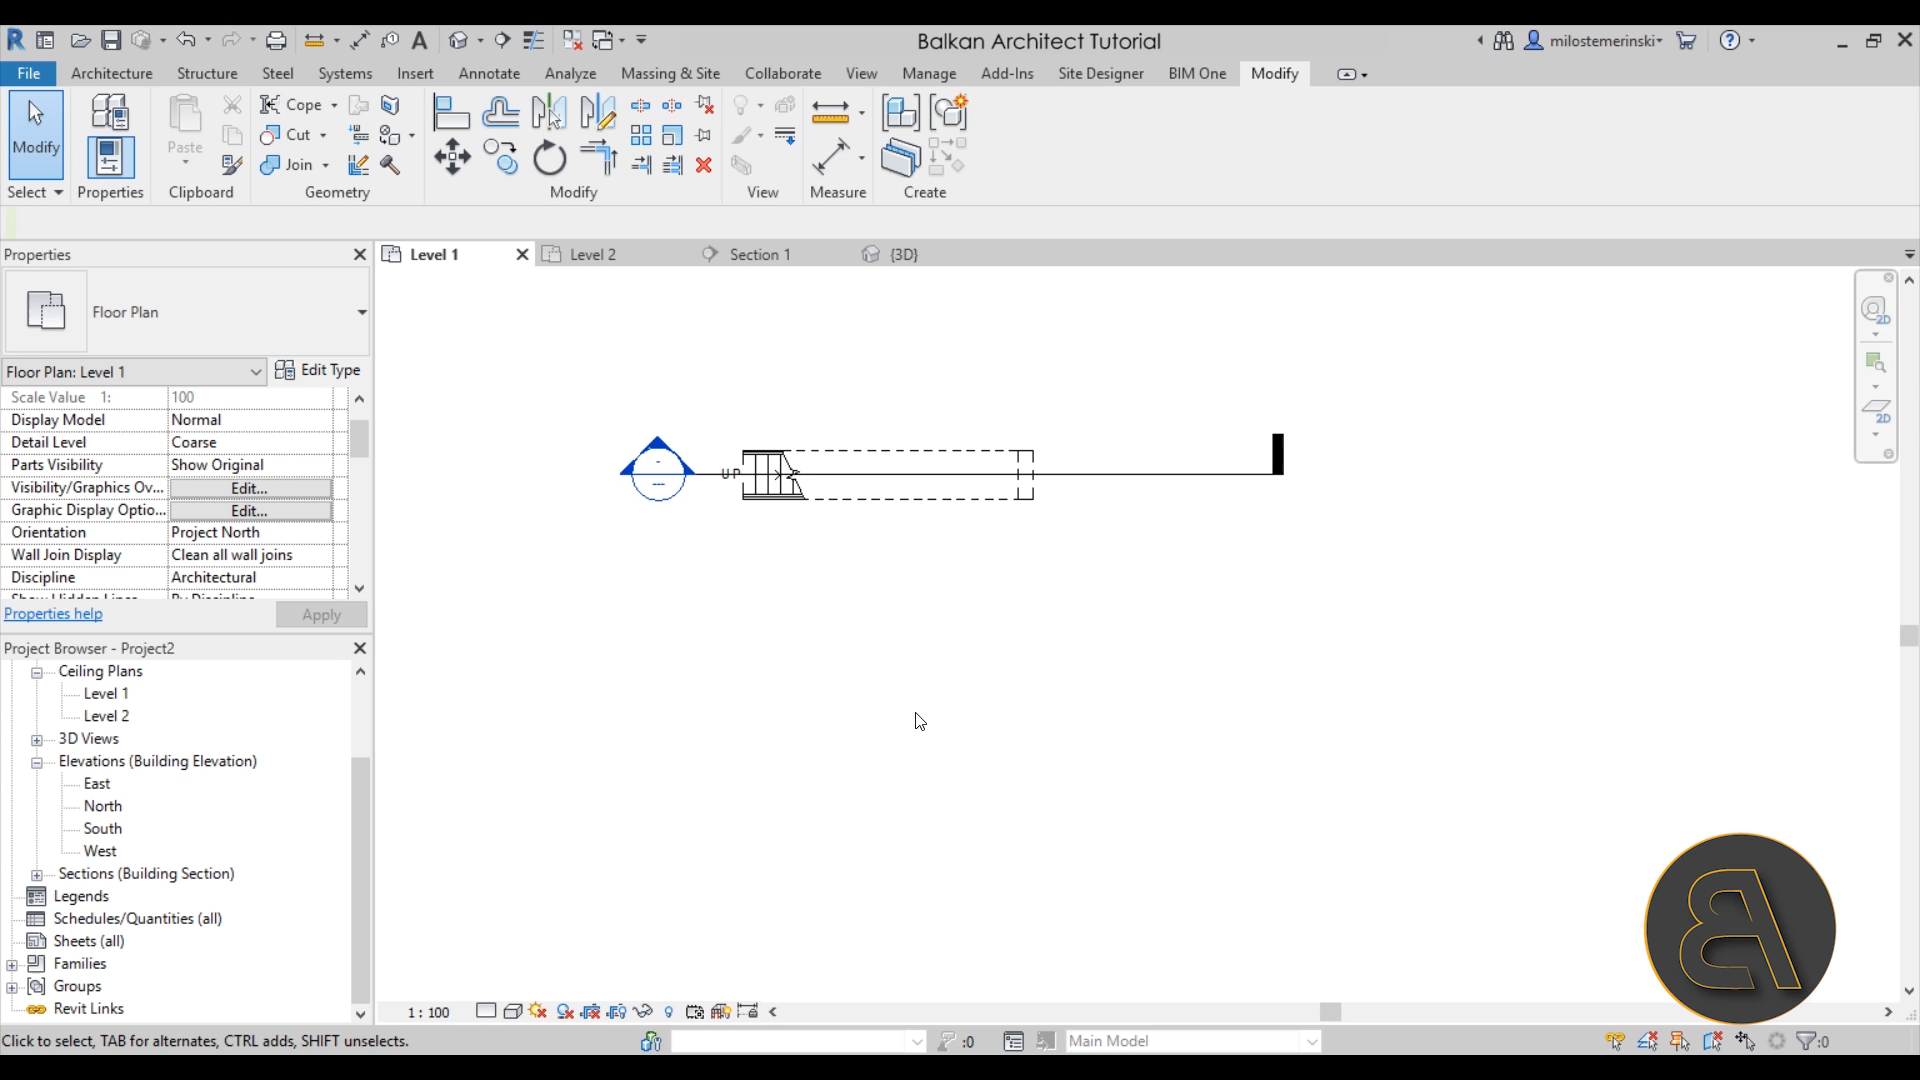 Balkan Architect Tutorial
milostemerinski
File Architecture Structure Steel Systems Insert Annotate Analyze Massing & Site Collaborate View Manage Add-Ins Site Designer BIM One Modify
Modify Paste Cope Cut Join
Select Properties Clipboard Geometry Modify View Measure Create
Properties
Level 1 Level 2 Section 1 {3D}
Floor Plan
Floor Plan: Level 1 Edit Type
Scale Value 1: 100
Display Model Normal
Detail Level Coarse
Parts Visibility Show Original
Visibility/Graphics Ov... Edit...
Graphic Display Optio... Edit...
Orientation Project North
Wall Join Display Clean all wall joins
Discipline Architectural
Show Hidden Lines By Discipline
Properties help Apply
UP
2D
2D
Project Browser - Project2
Ceiling Plans
Level 1
Level 2
3D Views
Elevations (Building Elevation)
East
North
South
West
Sections (Building Section)
Legends
Schedules/Quantities (all)
Sheets (all)
Families
Groups
Revit Links
1 : 100
Click to select, TAB for alternates, CTRL adds, SHIFT unselects. :0 Main Model :0